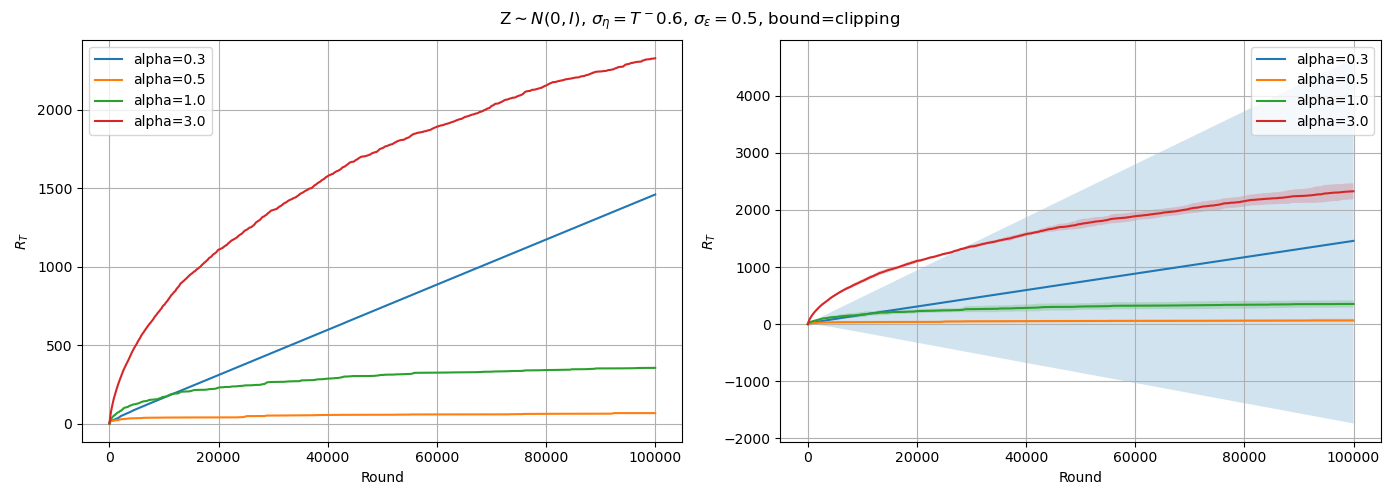 Z ~ N(0, I), σ_η = T^−0.6, σ_ε = 0.5, bound=clipping
alpha=0.3
alpha=0.5
alpha=1.0
alpha=3.0
2000
1500
1000
500
0
R_T
0 20000 40000 60000 80000 100000
Round
alpha=0.3
alpha=0.5
alpha=1.0
alpha=3.0
4000
3000
2000
1000
0
−1000
−2000
R_T
0 20000 40000 60000 80000 100000
Round